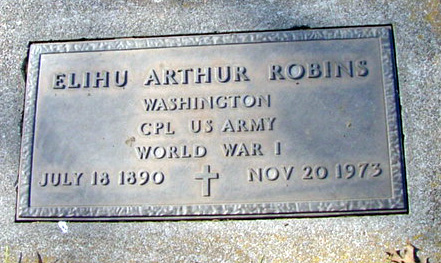 ELIHU ARTHUR ROBINS
WASHINGTON
CPL US ARMY
WORLD WAR I
JULY 18 1890 NOV 20 1973